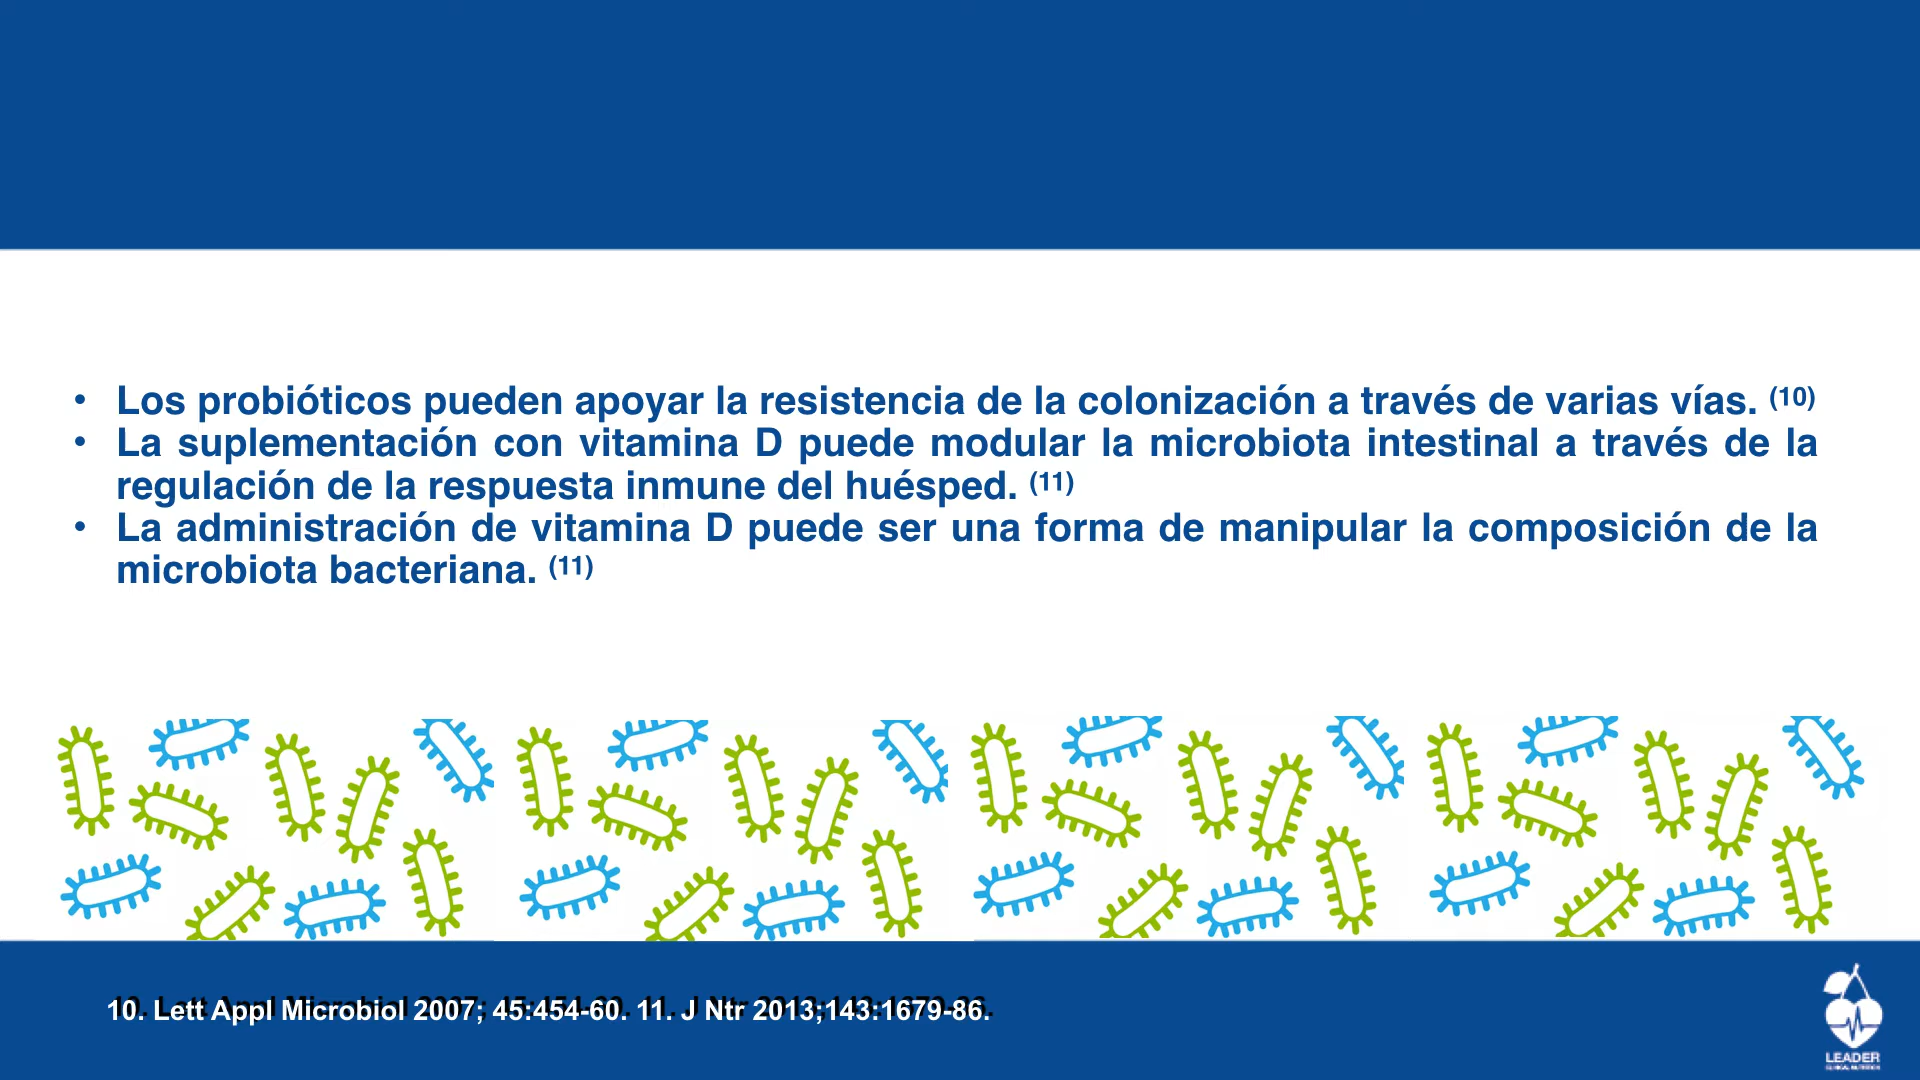 • Los probióticos pueden apoyar la resistencia de la colonización a través de varias vías. (10)
• La suplementación con vitamina D puede modular la microbiota intestinal a través de la
regulación de la respuesta inmune del huésped. (11)
• La administración de vitamina D puede ser una forma de manipular la composición de la
microbiota bacteriana. (11)
10. Lett Appl Microbiol 2007; 45:454-60. 11. J Ntr 2013;143:1679-86.
LEADER
CLINICAL NUTRITION